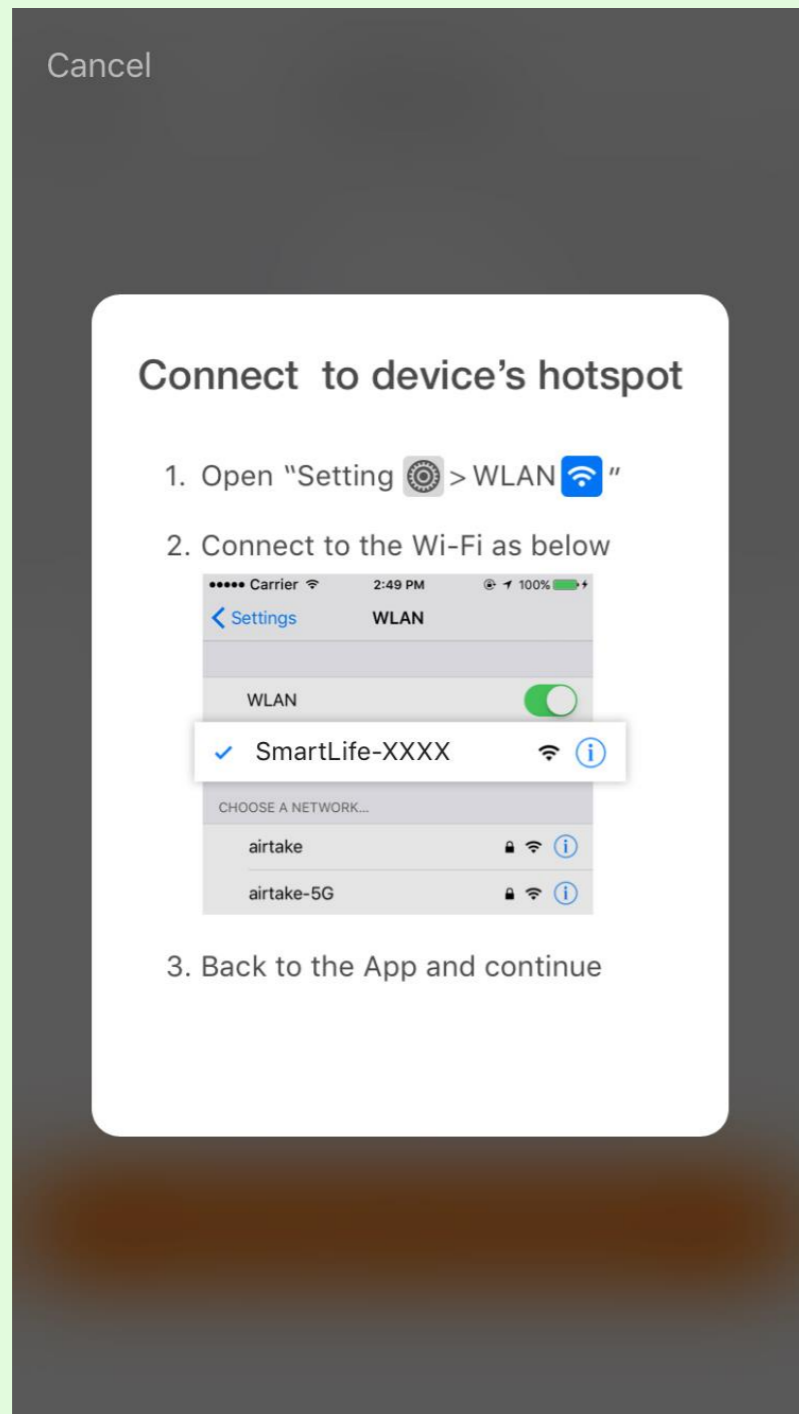 Cancel
Connect to device's hotspot
1. Open "Setting > WLAN "
2. Connect to the Wi-Fi as below
Carrier 2:49 PM 100%
Settings WLAN
WLAN
SmartLife-XXXX
CHOOSE A NETWORK...
airtake
airtake-5G
3. Back to the App and continue